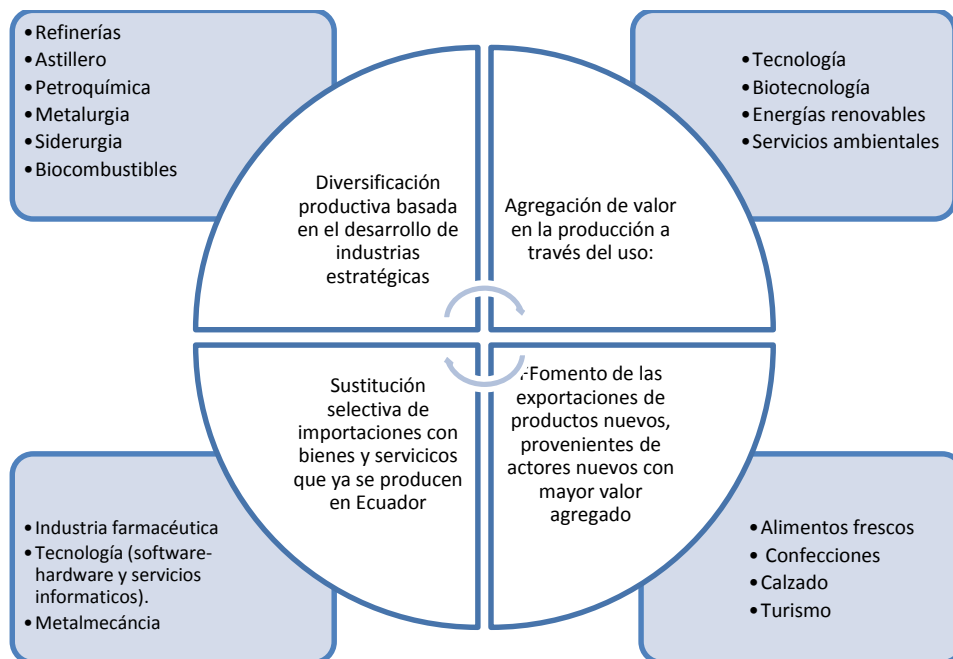 •Refinerías
•Astillero
•Petroquímica
•Metalurgia
•Siderurgia
•Biocombustibles
Diversificación
productiva basada
en el desarrollo de
industrias
estratégicas
•Tecnología
•Biotecnología
•Energías renovables
•Servicios ambientales
Agregación de valor
en la producción a
través del uso:
Sustitución
selectiva de
importaciones con
bienes y servicicos
que ya se producen
en Ecuador
•Industria farmacéutica
•Tecnología (software-
hardware y servicios
informaticos).
•Metalmecáncia
FFomento de las
exportaciones de
productos nuevos,
provenientes de
actores nuevos con
mayor valor
agregado
•Alimentos frescos
• Confecciones
•Calzado
•Turismo